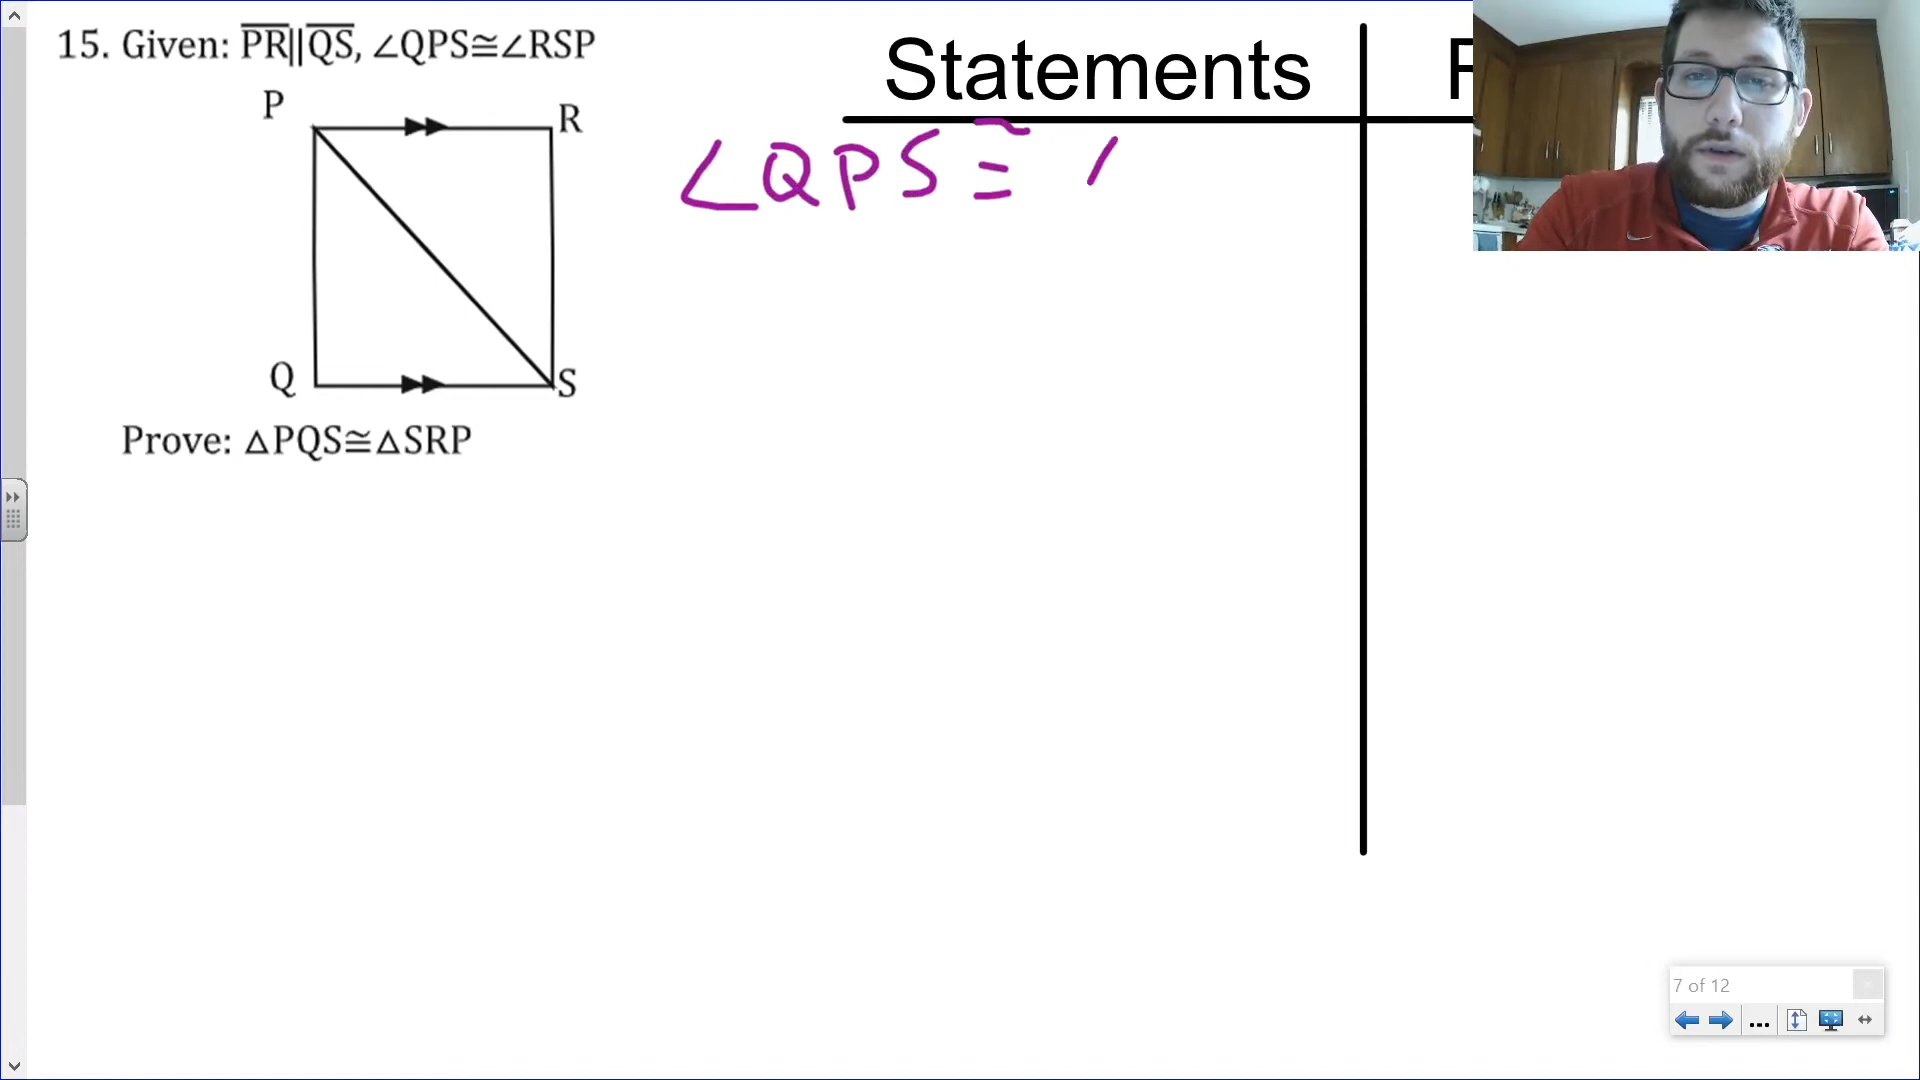 15. Given: PR||QS, ∠QPS≅∠RSP
Statements
P
R
Q
S
Prove: △PQS≅△SRP
∠QPS ≅
7 of 12